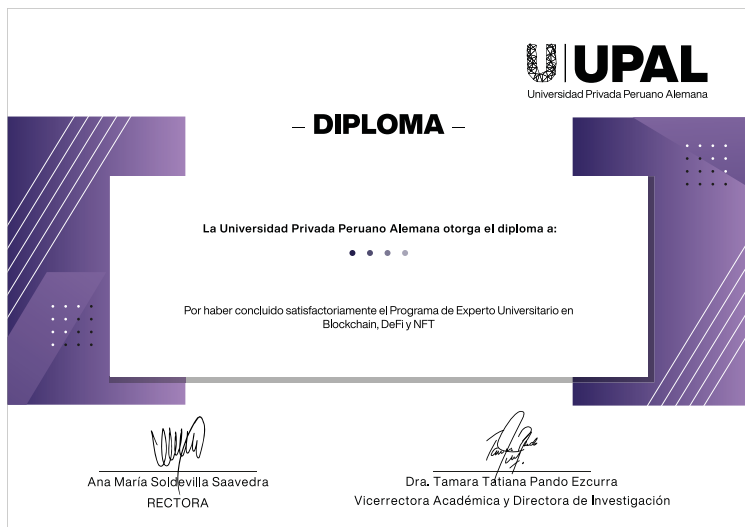 UPAL
Universidad Privada Peruano Alemana
– DIPLOMA –
La Universidad Privada Peruano Alemana otorga el diploma a:
Por haber concluido satisfactoriamente el Programa de Experto Universitario en
Blockchain, DeFi y NFT
Ana María Soldevilla Saavedra
RECTORA
Dra. Tamara Tatiana Pando Ezcurra
Vicerrectora Académica y Directora de Investigación